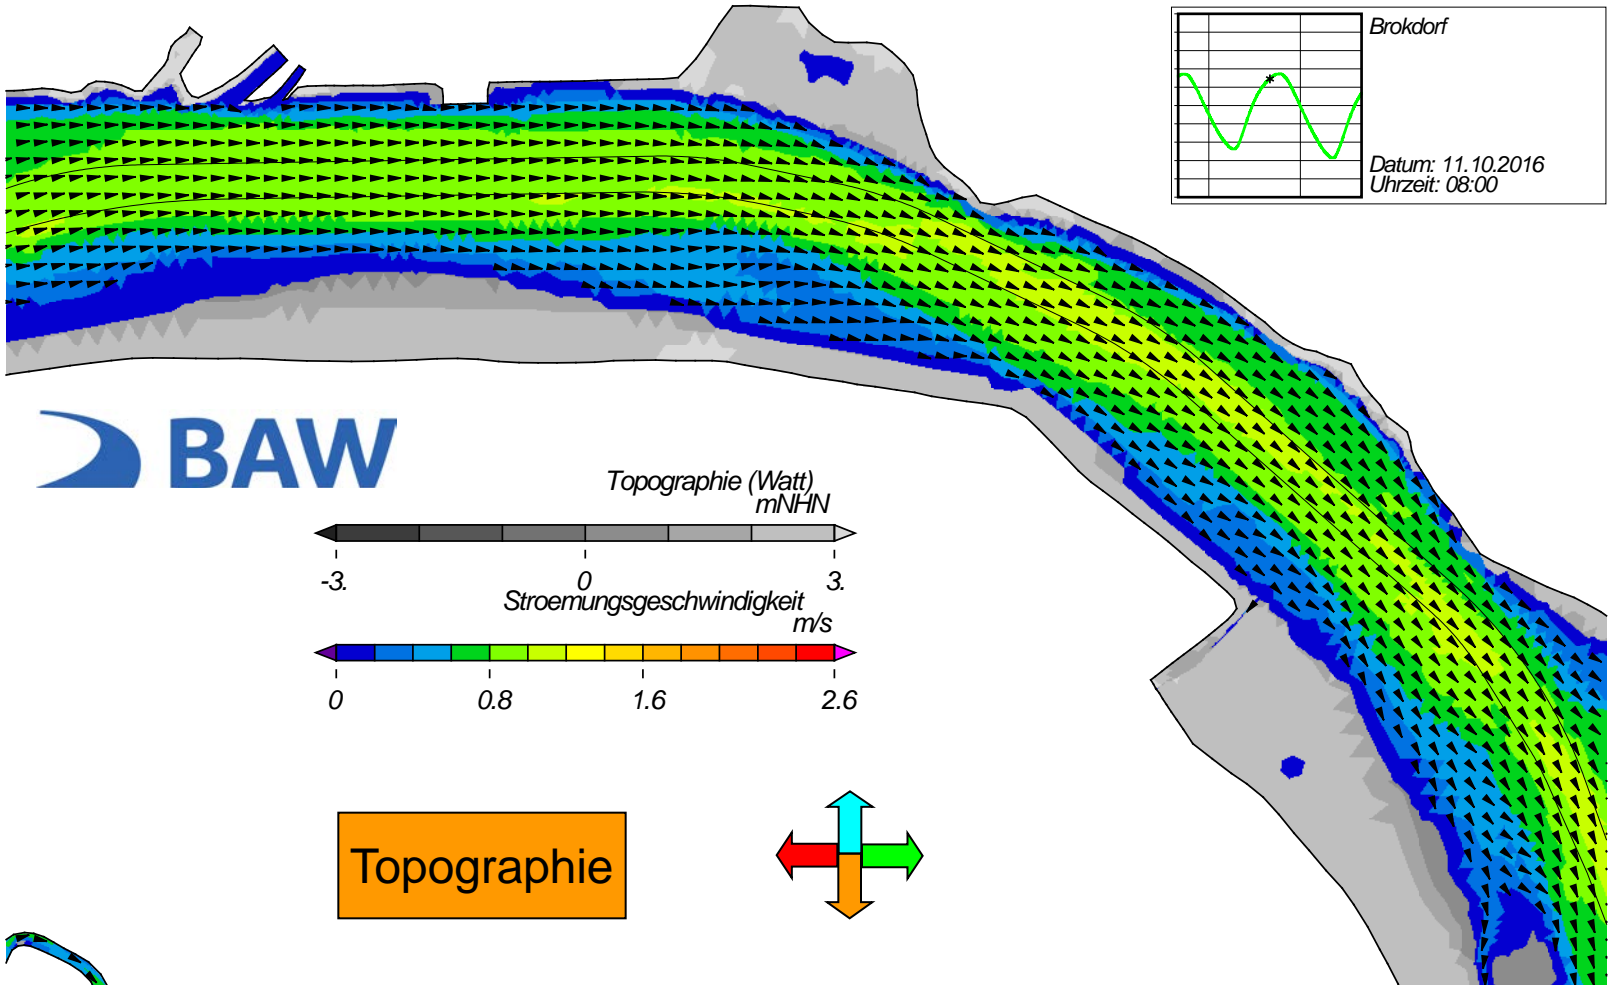 Brokdorf
Datum: 11.10.2016
Uhrzeit: 08:00
BAW
Topographie (Watt)
mNHN
-3. 0 3.
Stroemungsgeschwindigkeit
m/s
0 0.8 1.6 2.6
Topographie